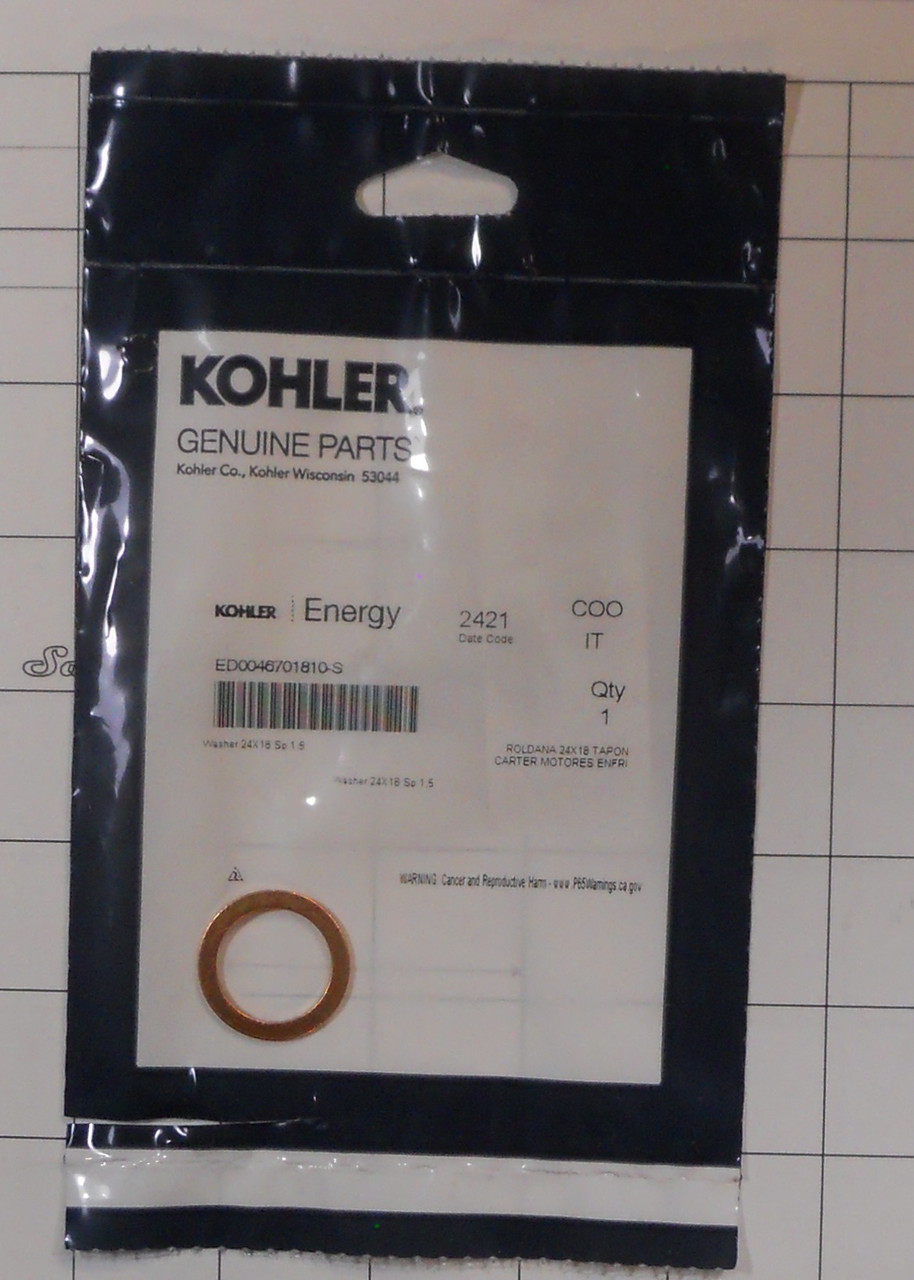 KOHLER®
GENUINE PARTS
Kohler Co., Kohler Wisconsin 53044
KOHLER Energy
2421
Date Code
COO
IT
ED0046701810-S
Qty
1
Washer 24X18 Sp 1.5
ROLDANA 24X18 TAPON
CARTER MOTORES ENFRI
Washer 24X18 Sp 1.5
WARNING Cancer and Reproductive Harm - www.P65Warnings.ca.gov